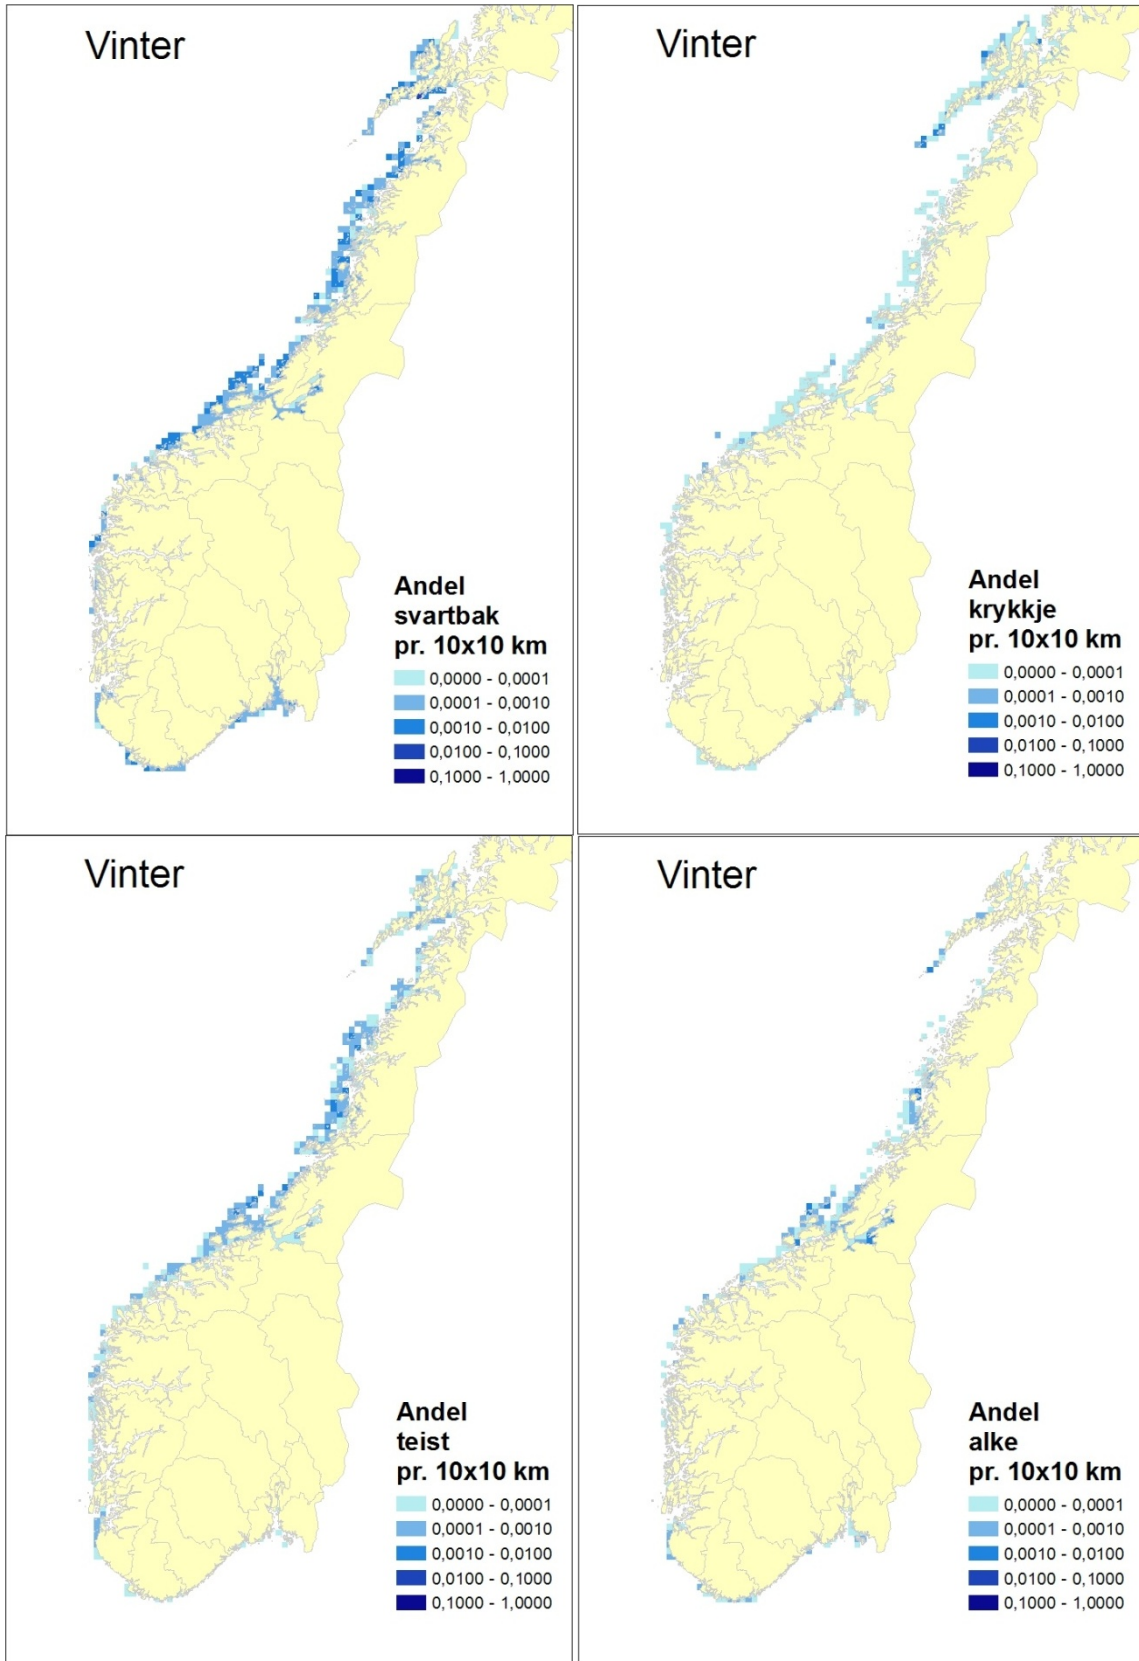 Vinter
Andel
svartbak
pr. 10x10 km
0,0000 - 0,0001
0,0001 - 0,0010
0,0010 - 0,0100
0,0100 - 0,1000
0,1000 - 1,0000
Vinter
Andel
krykkje
pr. 10x10 km
0,0000 - 0,0001
0,0001 - 0,0010
0,0010 - 0,0100
0,0100 - 0,1000
0,1000 - 1,0000
Vinter
Andel
teist
pr. 10x10 km
0,0000 - 0,0001
0,0001 - 0,0010
0,0010 - 0,0100
0,0100 - 0,1000
0,1000 - 1,0000
Vinter
Andel
alke
pr. 10x10 km
0,0000 - 0,0001
0,0001 - 0,0010
0,0010 - 0,0100
0,0100 - 0,1000
0,1000 - 1,0000